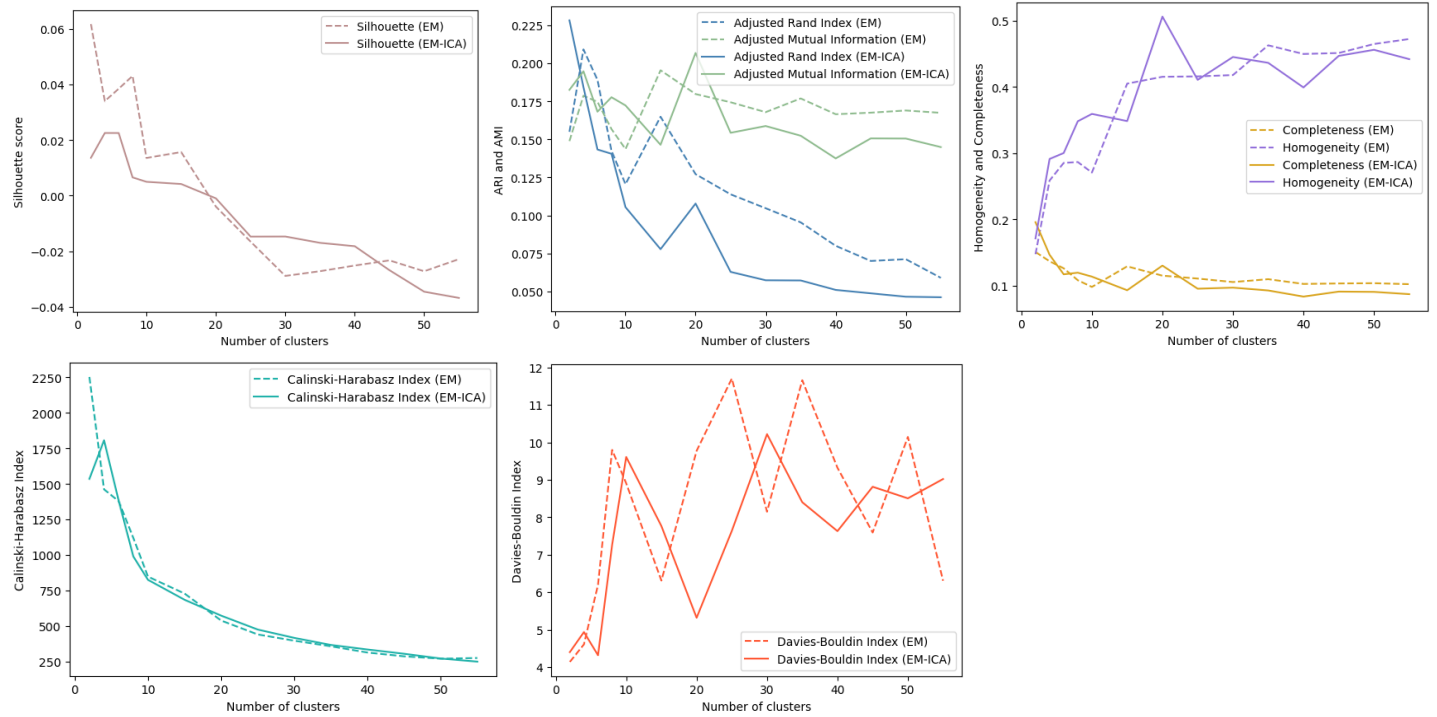 Silhouette score
0.06
0.04
0.02
0.00
−0.02
−0.04
Silhouette (EM)
Silhouette (EM-ICA)
0 10 20 30 40 50
Number of clusters
ARI and AMI
0.225
0.200
0.175
0.150
0.125
0.100
0.075
0.050
Adjusted Rand Index (EM)
Adjusted Mutual Information (EM)
Adjusted Rand Index (EM-ICA)
Adjusted Mutual Information (EM-ICA)
0 10 20 30 40 50
Number of clusters
Homogeneity and Completeness
0.5
0.4
0.3
0.2
0.1
Completeness (EM)
Homogeneity (EM)
Completeness (EM-ICA)
Homogeneity (EM-ICA)
0 10 20 30 40 50
Number of clusters
Calinski-Harabasz Index
2250
2000
1750
1500
1250
1000
750
500
250
Calinski-Harabasz Index (EM)
Calinski-Harabasz Index (EM-ICA)
0 10 20 30 40 50
Number of clusters
Davies-Bouldin Index
12
11
10
9
8
7
6
5
4
Davies-Bouldin Index (EM)
Davies-Bouldin Index (EM-ICA)
0 10 20 30 40 50
Number of clusters